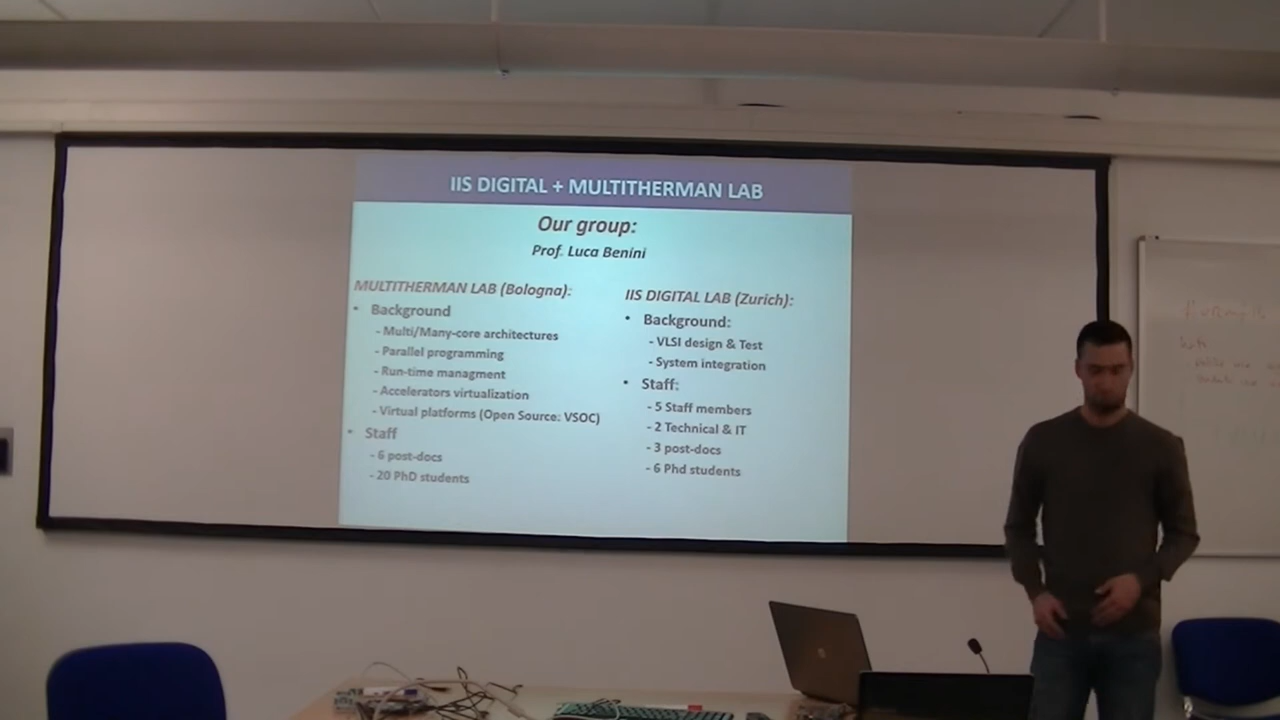 IIS DIGITAL + MULTITHERMAN LAB
Our group:
Prof. Luca Benini
MULTITHERMAN LAB (Bologna):
• Background
- Multi/Many-core architectures
- Parallel programming
- Run-time managment
- Accelerators virtualization
- Virtual platforms (Open Source: VSOC)
• Staff
- 6 post-docs
- 20 PhD students
IIS DIGITAL LAB (Zurich):
• Background:
- VLSI design & Test
- System integration
• Staff:
- 5 Staff members
- 2 Technical & IT
- 3 post-docs
- 6 Phd students